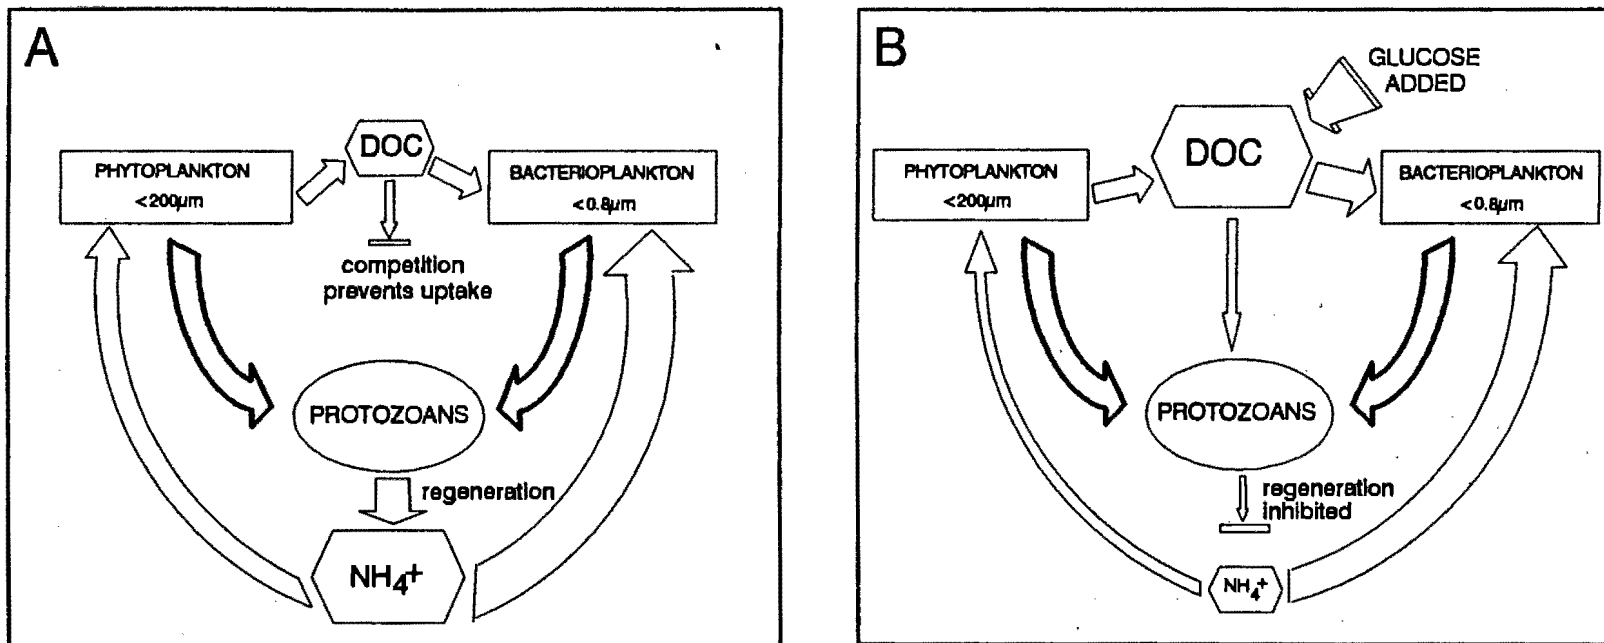 A
DOC
PHYTOPLANKTON
<200µm
BACTERIOPLANKTON
<0.8µm
competition
prevents uptake
PROTOZOANS
regeneration
NH4+
B
GLUCOSE
ADDED
DOC
PHYTOPLANKTON
<200µm
BACTERIOPLANKTON
<0.8µm
PROTOZOANS
regeneration
inhibited
NH4+